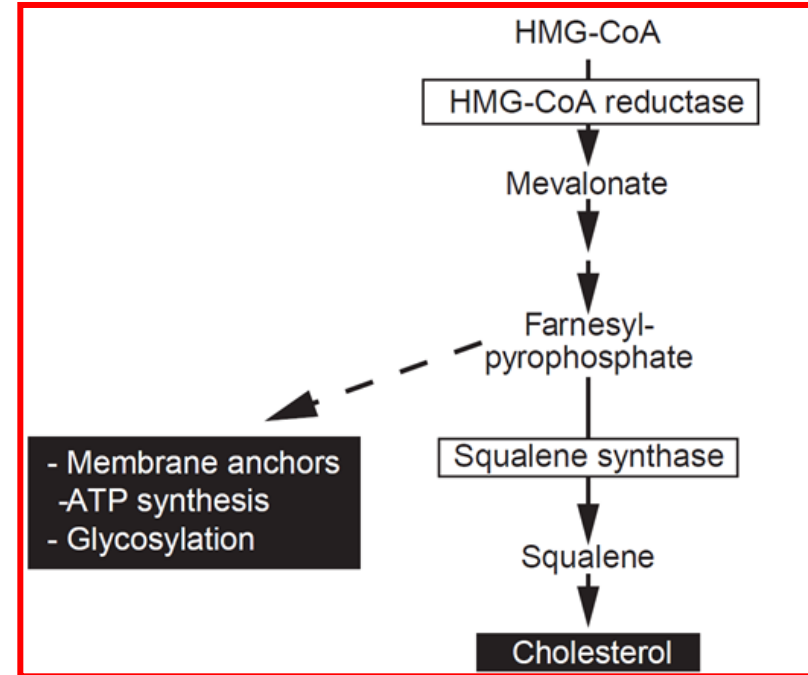 HMG-CoA
HMG-CoA reductase
Mevalonate
Farnesyl-
pyrophosphate
- Membrane anchors
-ATP synthesis
- Glycosylation
Squalene synthase
Squalene
Cholesterol